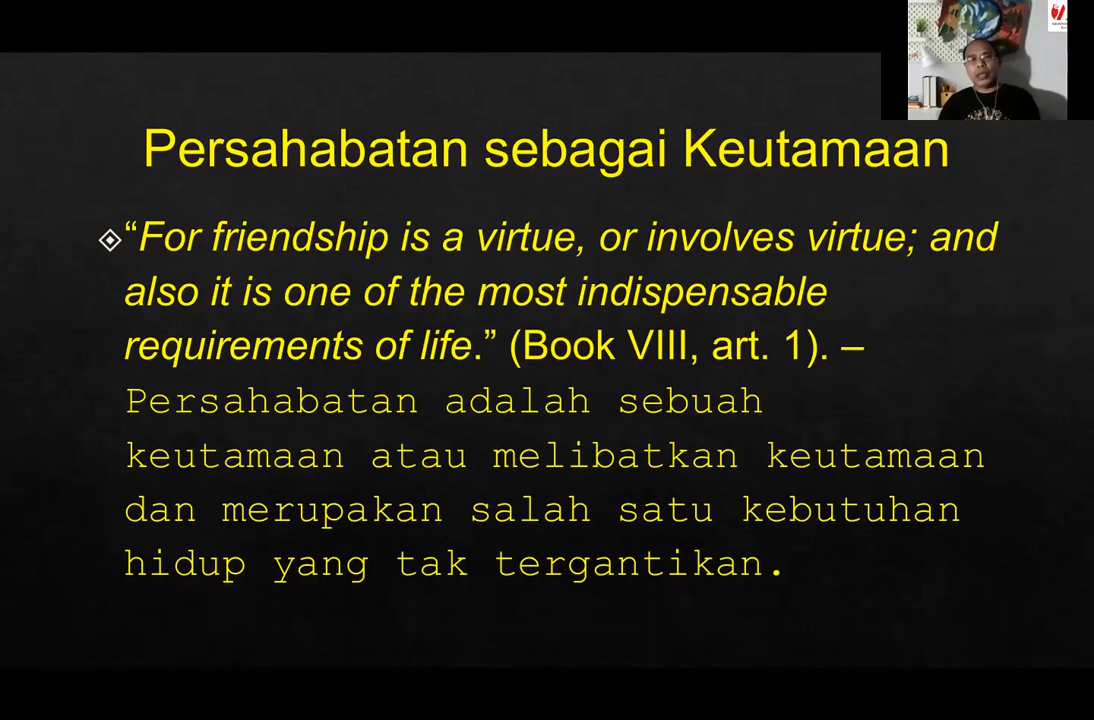 Persahabatan sebagai Keutamaan
“For friendship is a virtue, or involves virtue; and
also it is one of the most indispensable
requirements of life.” (Book VIII, art. 1). –
Persahabatan adalah sebuah
keutamaan atau melibatkan keutamaan
dan merupakan salah satu kebutuhan
hidup yang tak tergantikan.